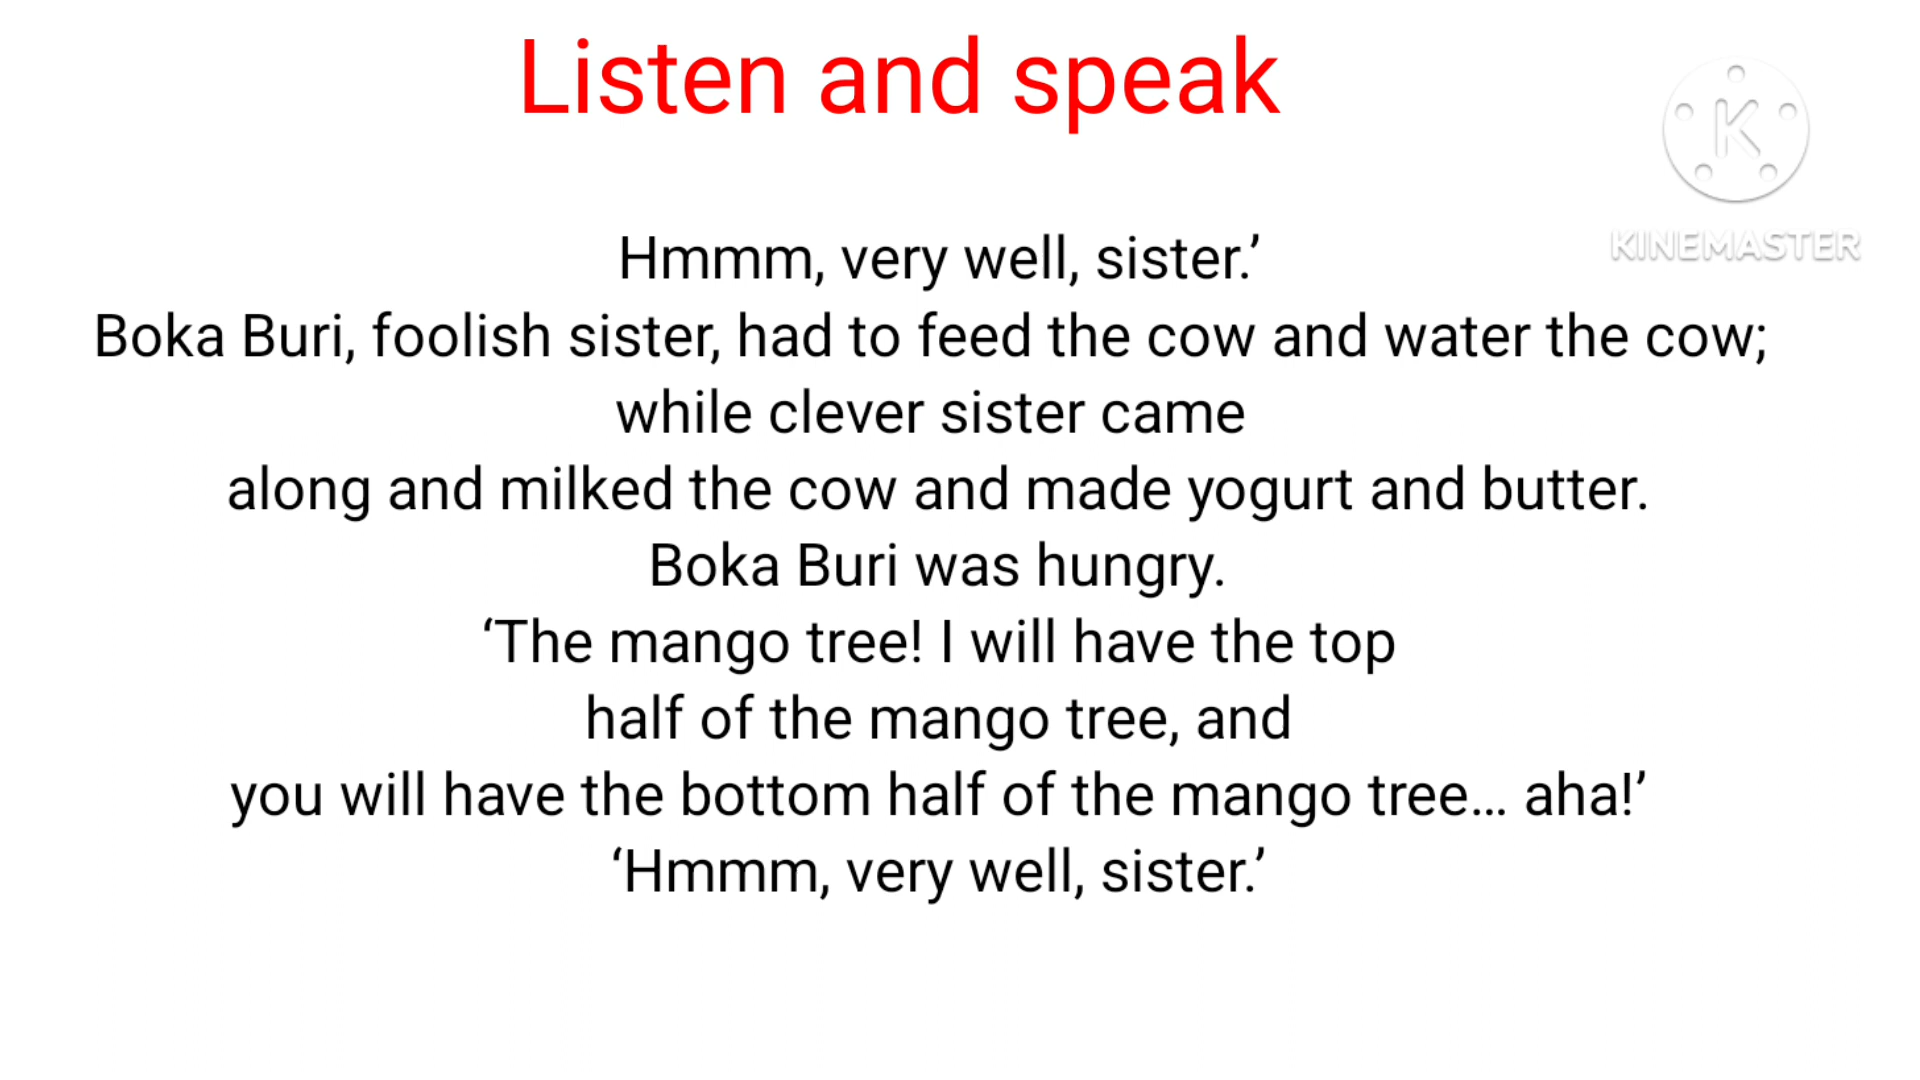 Listen and speak
K
KINEMASTER
Hmmm, very well, sister.’
Boka Buri, foolish sister, had to feed the cow and water the cow;
while clever sister came
along and milked the cow and made yogurt and butter.
Boka Buri was hungry.
‘The mango tree! I will have the top
half of the mango tree, and
you will have the bottom half of the mango tree… aha!’
‘Hmmm, very well, sister.’